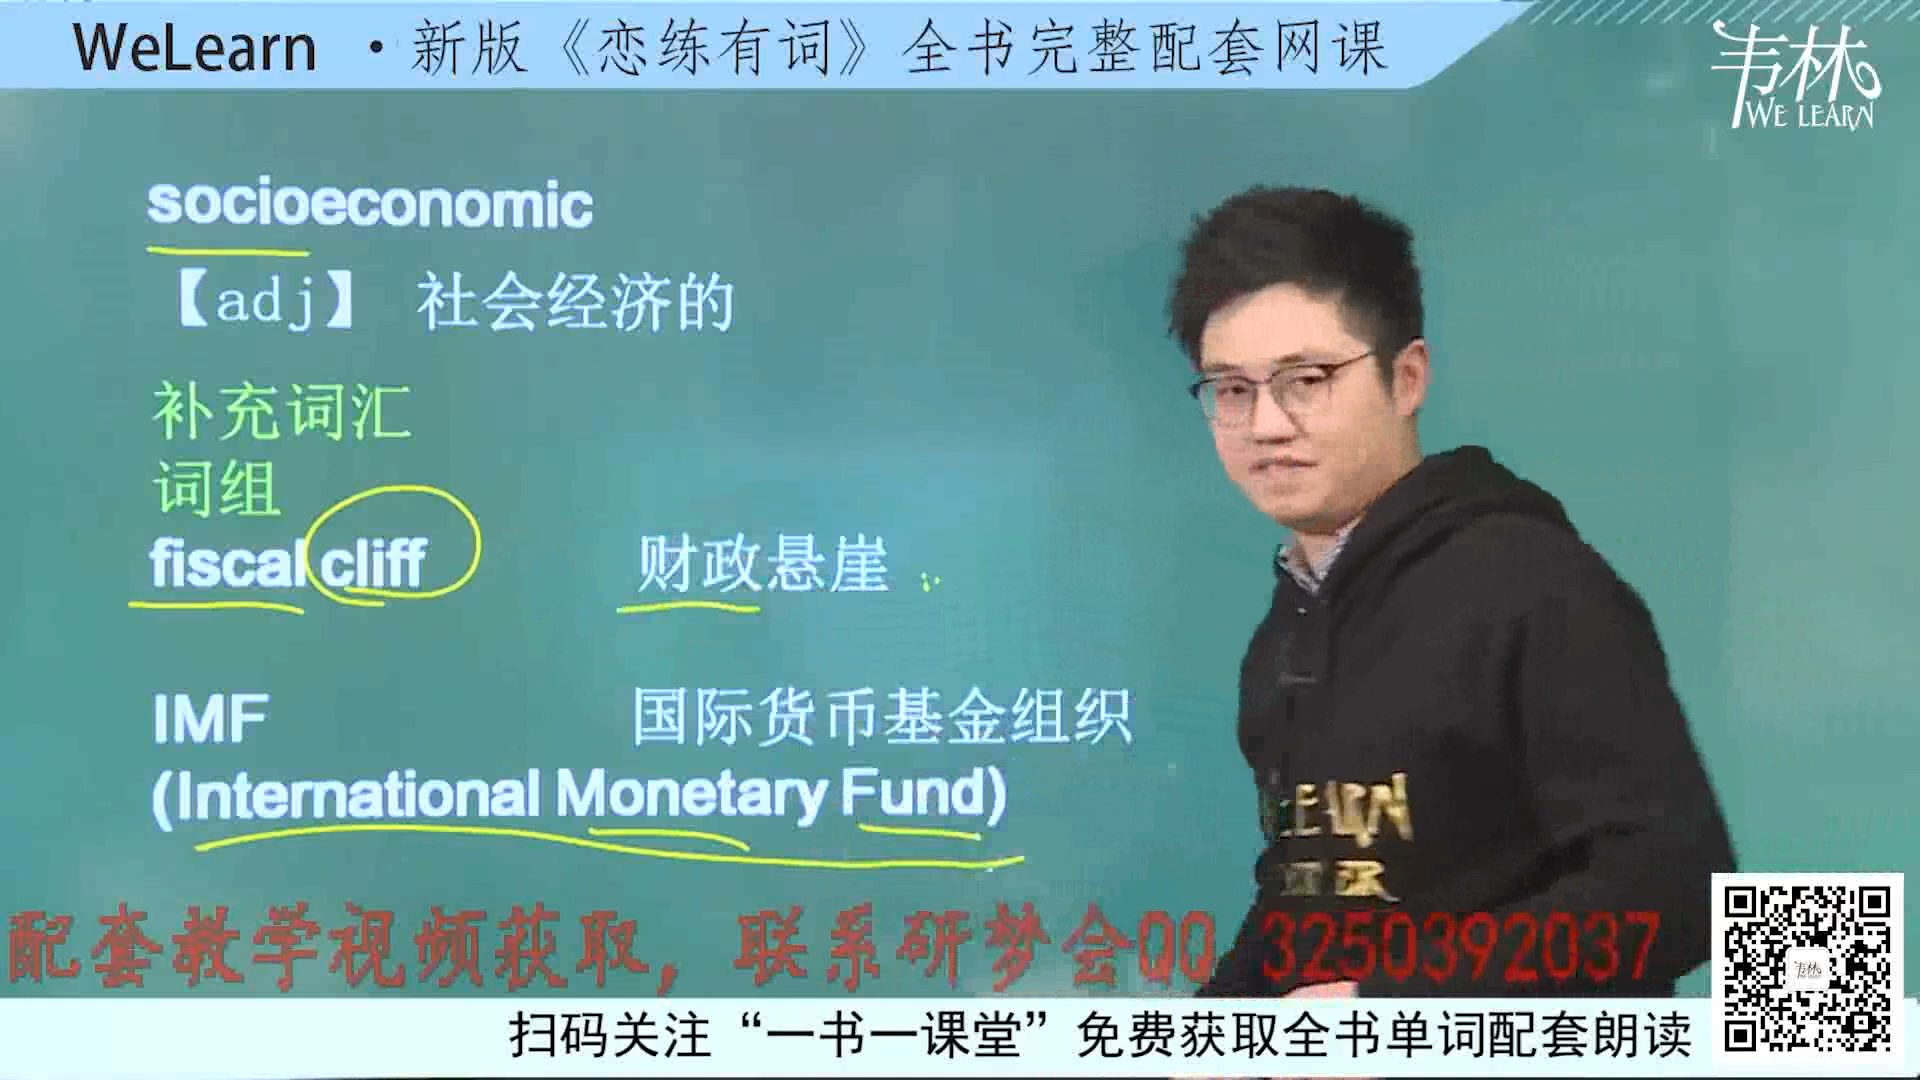 WeLearn ·新版《恋练有词》全书完整配套网课
韦林
WE LEARN
socioeconomic
【adj】 社会经济的
补充词汇
词组
fiscal cliff 财政悬崖
IMF 国际货币基金组织
(International Monetary Fund)
配套教学视频获取，联系研梦会QQ 3250392037
扫码关注“一书一课堂”免费获取全书单词配套朗读
韦林